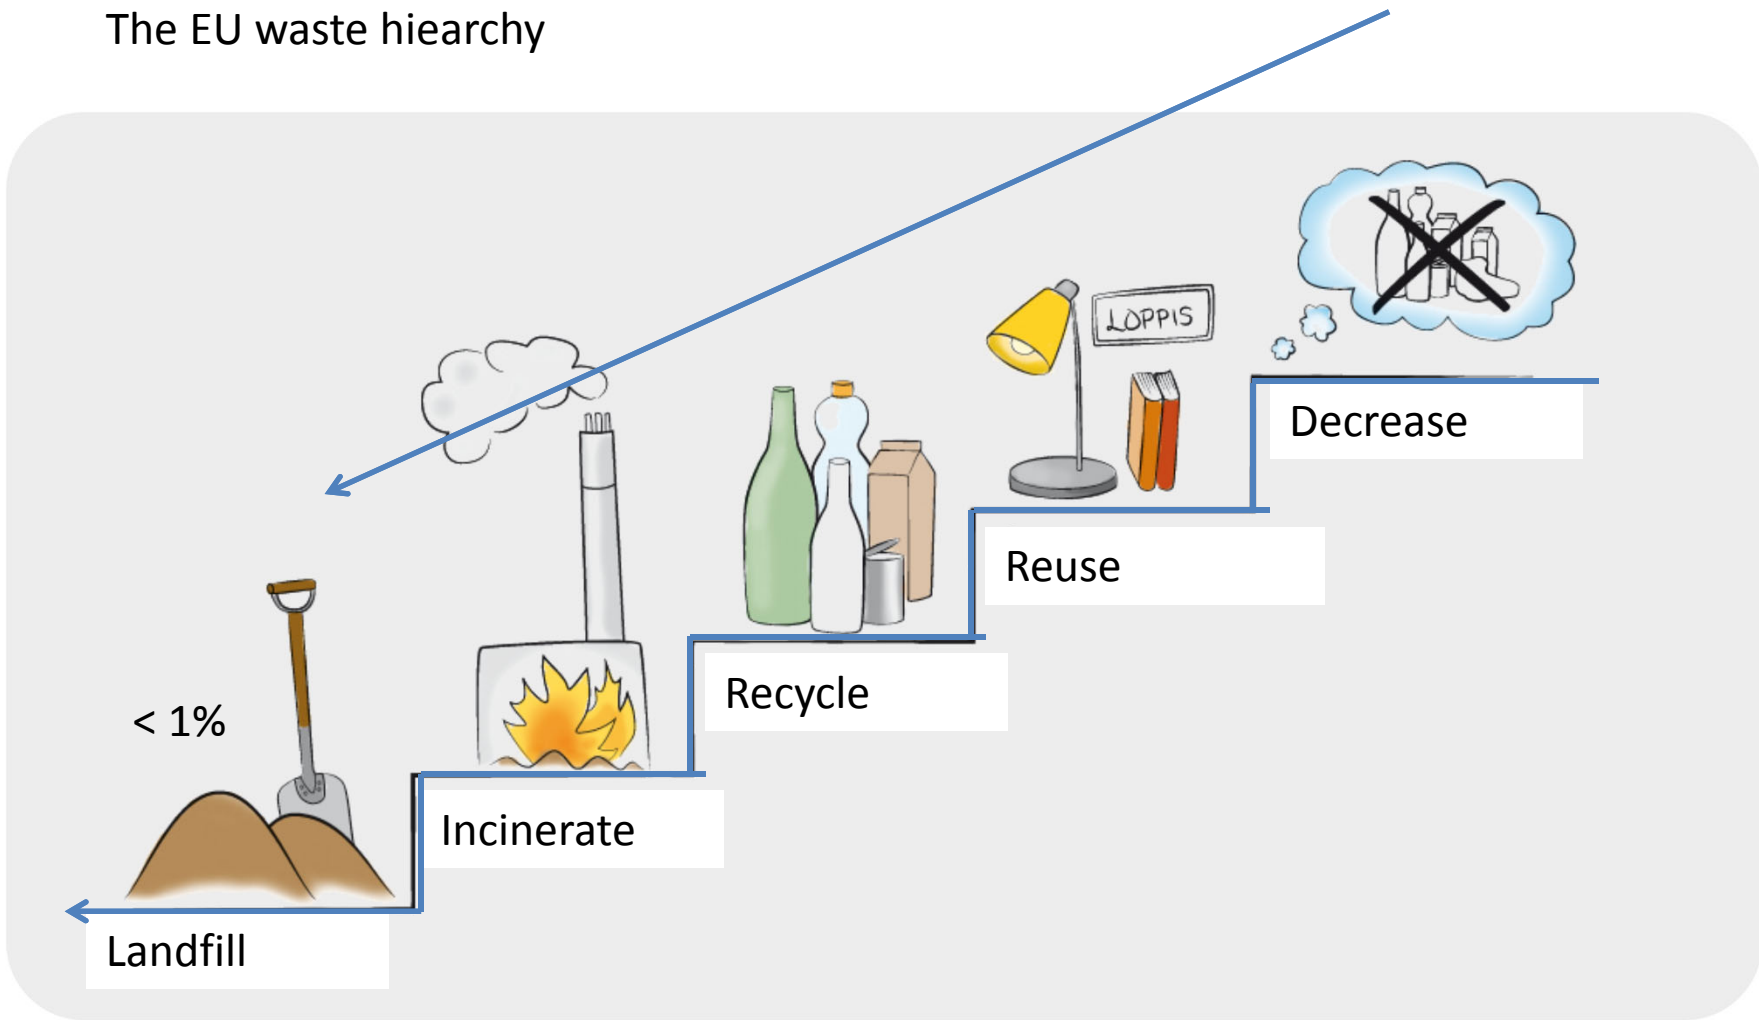 The EU waste hiearchy
LOPPIS
Decrease
Reuse
Recycle
< 1%
Incinerate
Landfill